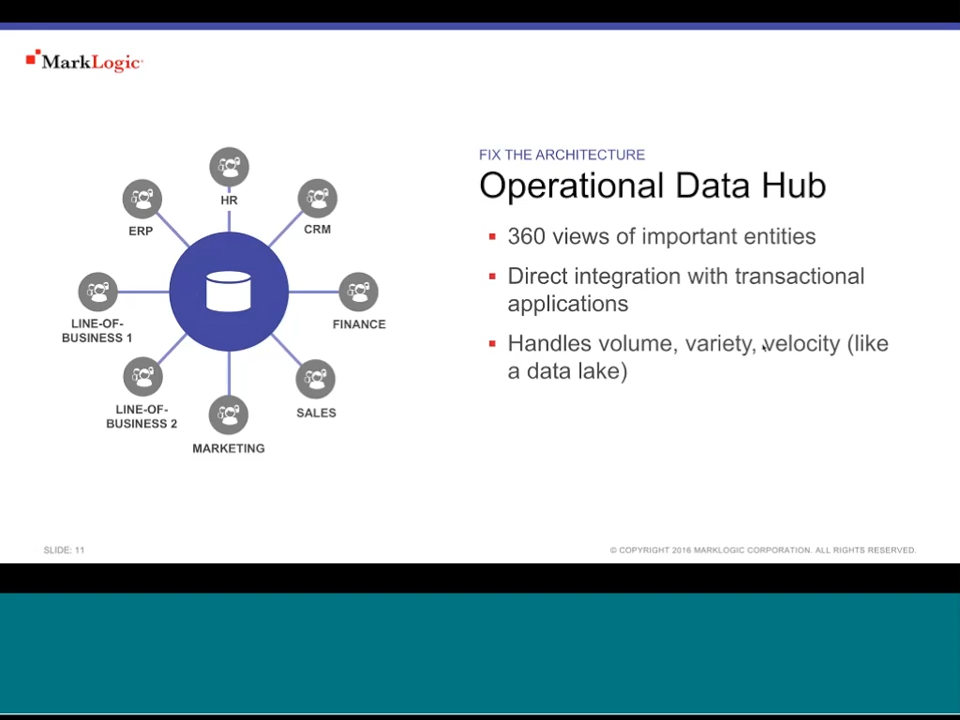 MarkLogic
FIX THE ARCHITECTURE
Operational Data Hub
360 views of important entities
Direct integration with transactional
applications
Handles volume, variety, velocity (like
a data lake)
HR
CRM
ERP
FINANCE
LINE-OF-
BUSINESS 1
SALES
LINE-OF-
BUSINESS 2
MARKETING
SLIDE: 11
© COPYRIGHT 2016 MARKLOGIC CORPORATION. ALL RIGHTS RESERVED.